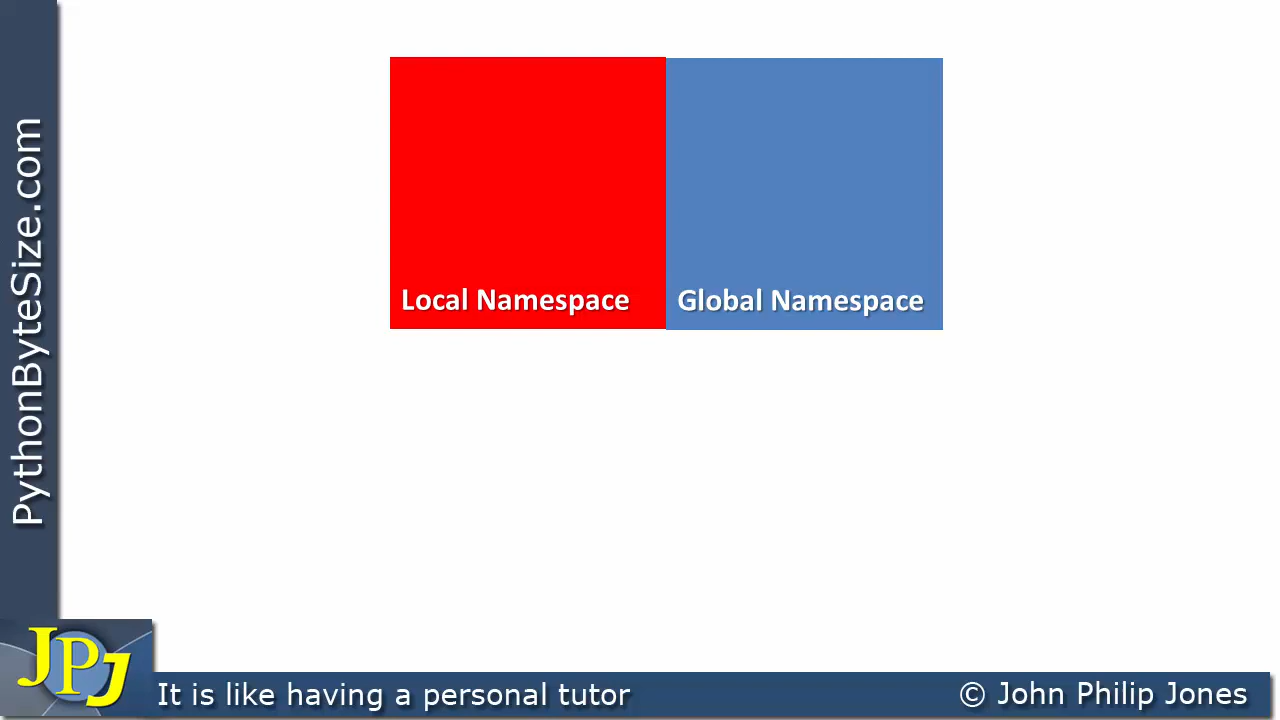 Local Namespace
Global Namespace
PythonByteSize.com
JPJ
It is like having a personal tutor
© John Philip Jones